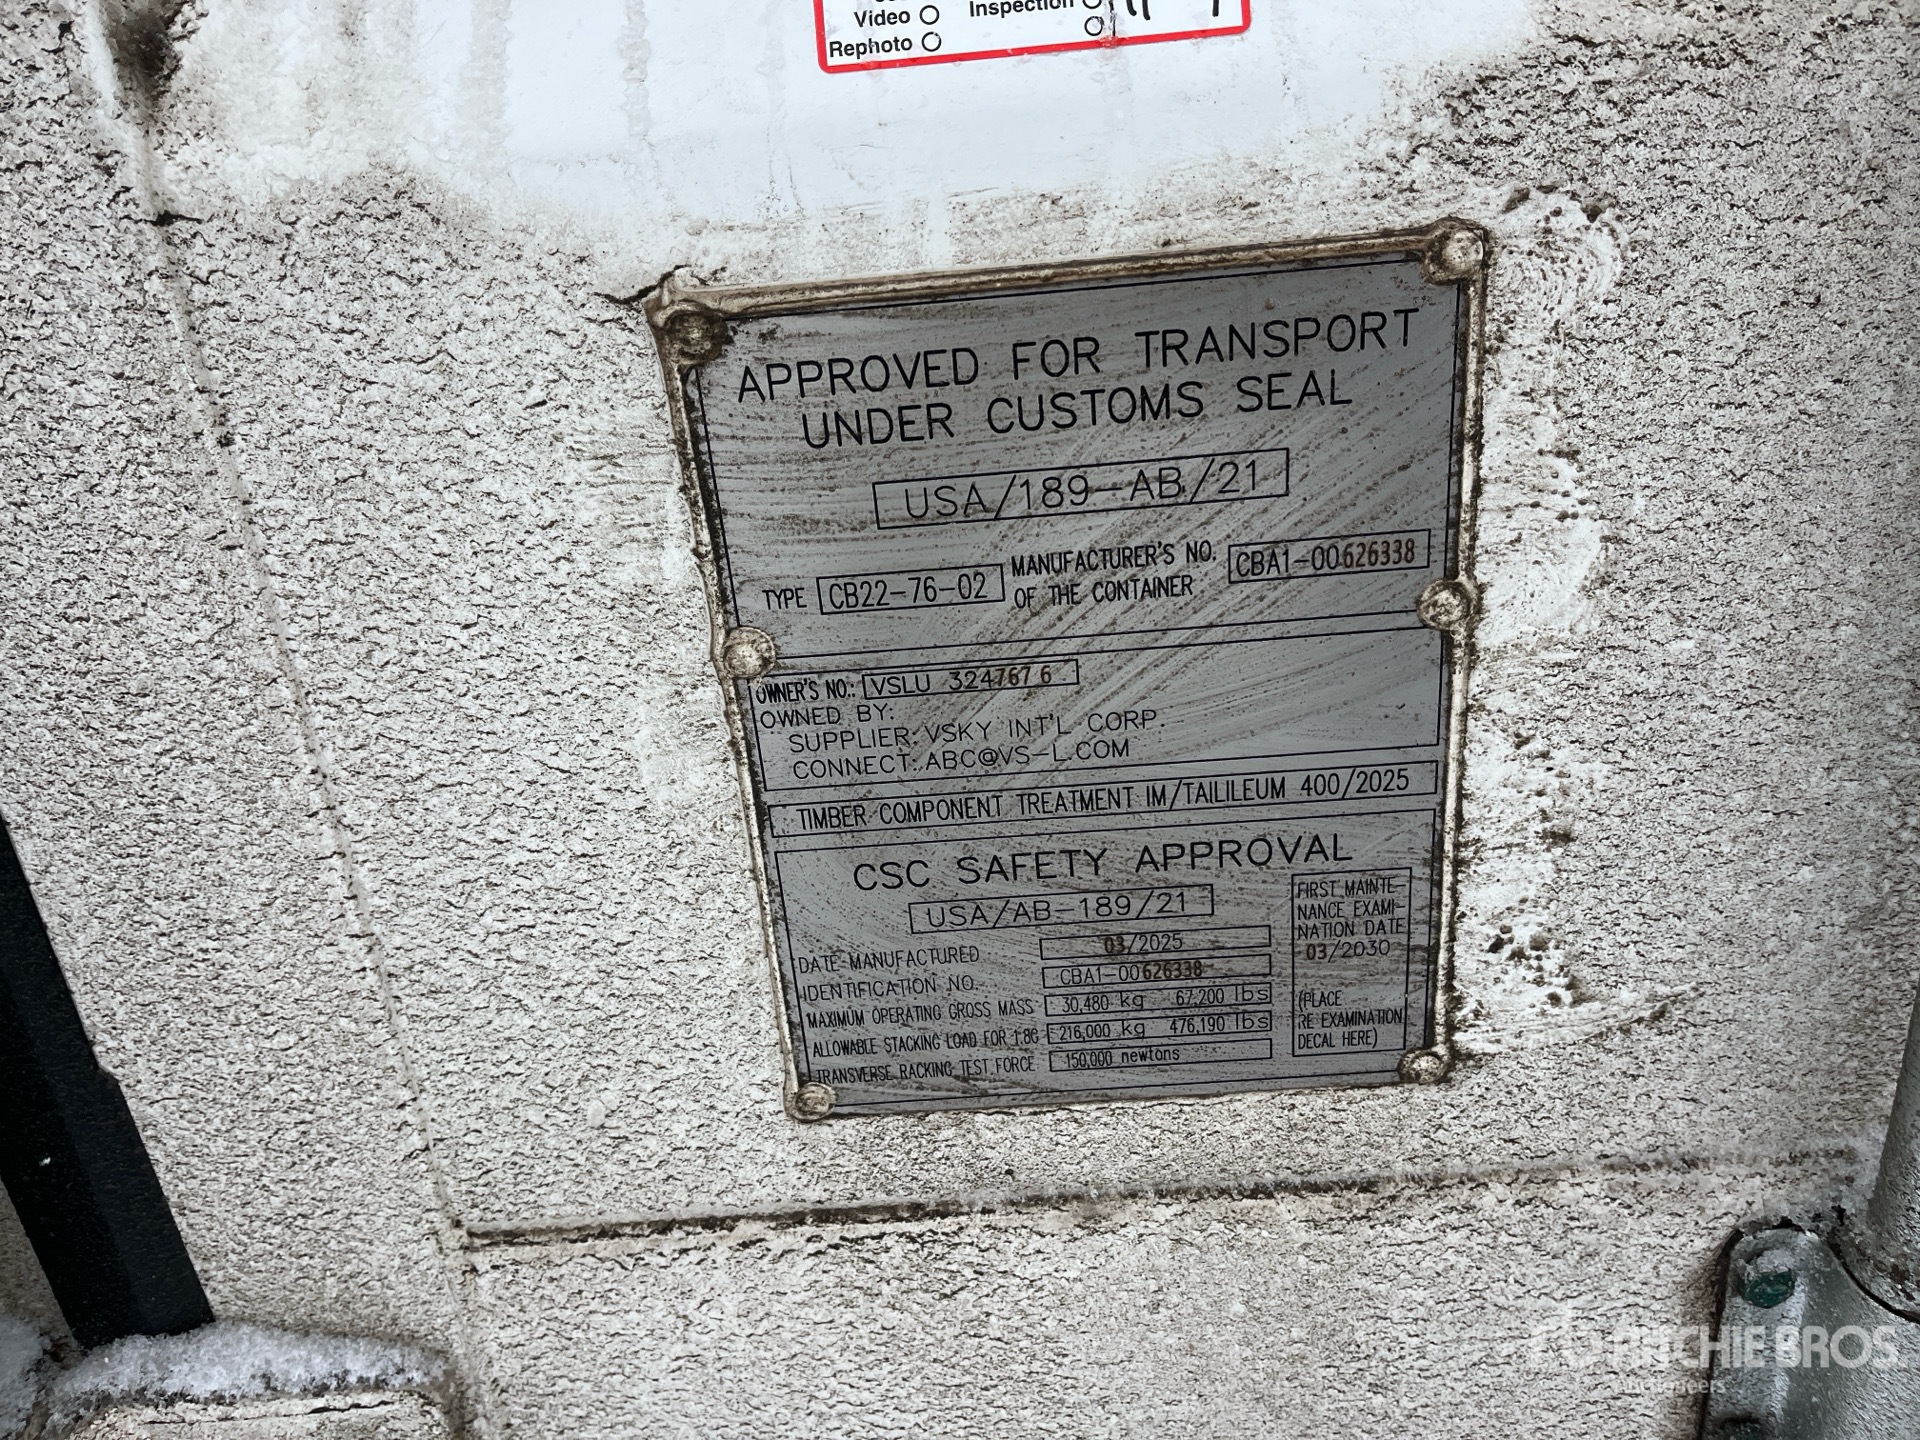 Video
Inspection
Rephoto
APPROVED FOR TRANSPORT
UNDER CUSTOMS SEAL
USA/189-AB/21
TYPE CB22-76-02 MANUFACTURER'S NO. OF THE CONTAINER CBA1-00626338
OWNER'S NO.: VSLU 324767 6
OWNED BY:
SUPPLIER: VSKY INT'L CORP.
CONNECT: ABC@VS-L.COM
TIMBER COMPONENT TREATMENT IM/TAILILEUM 400/2025
CSC SAFETY APPROVAL
USA/AB-189/21
DATE MANUFACTURED 03/2025
IDENTIFICATION NO. CBA1-00626338
MAXIMUM OPERATING GROSS MASS 30,480 kg 67,200 lbs
ALLOWABLE STACKING LOAD FOR 1.8G 216,000 kg 476,190 lbs
TRANSVERSE RACKING TEST FORCE 150,000 newtons
FIRST MAINTE-
NANCE EXAMI-
NATION DATE
03/2030
(PLACE
RE EXAMINATION
DECAL HERE)
RITCHIE BROS.
Auctioneers